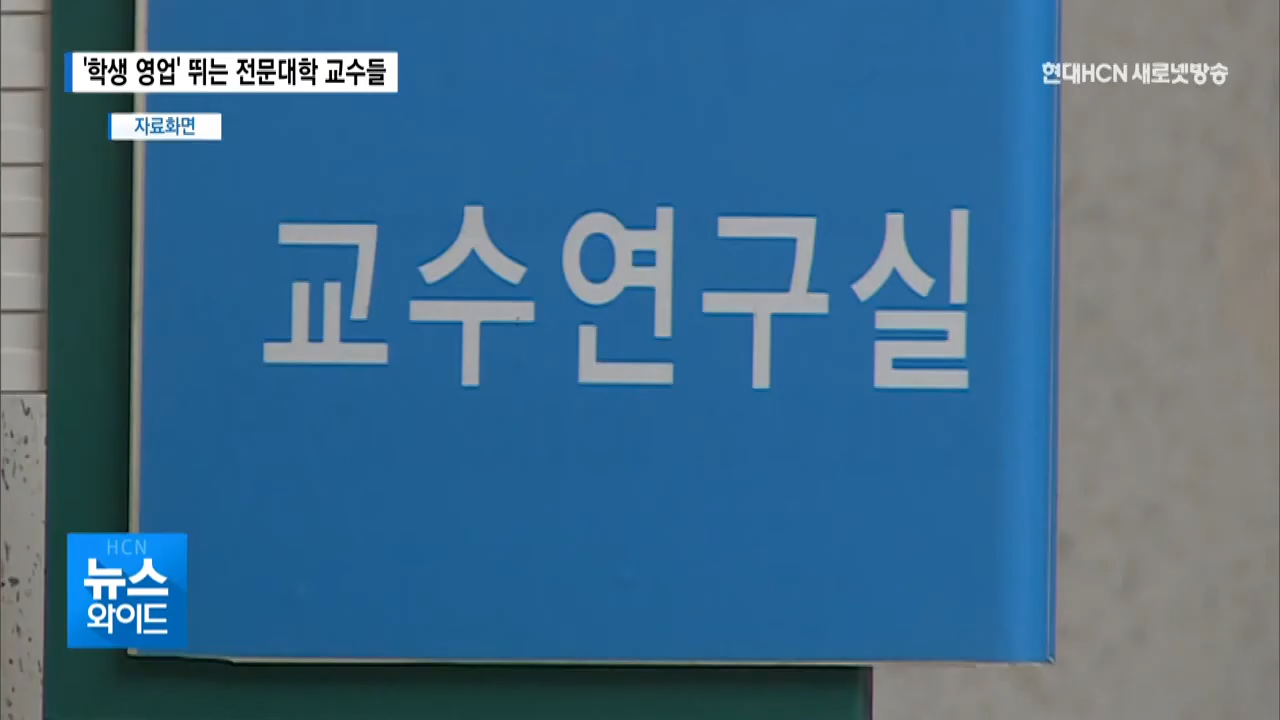 '학생 영업' 뛰는 전문대학 교수들
현대HCN 새로넷방송
자료화면
교수연구실
HCN
뉴스
와이드